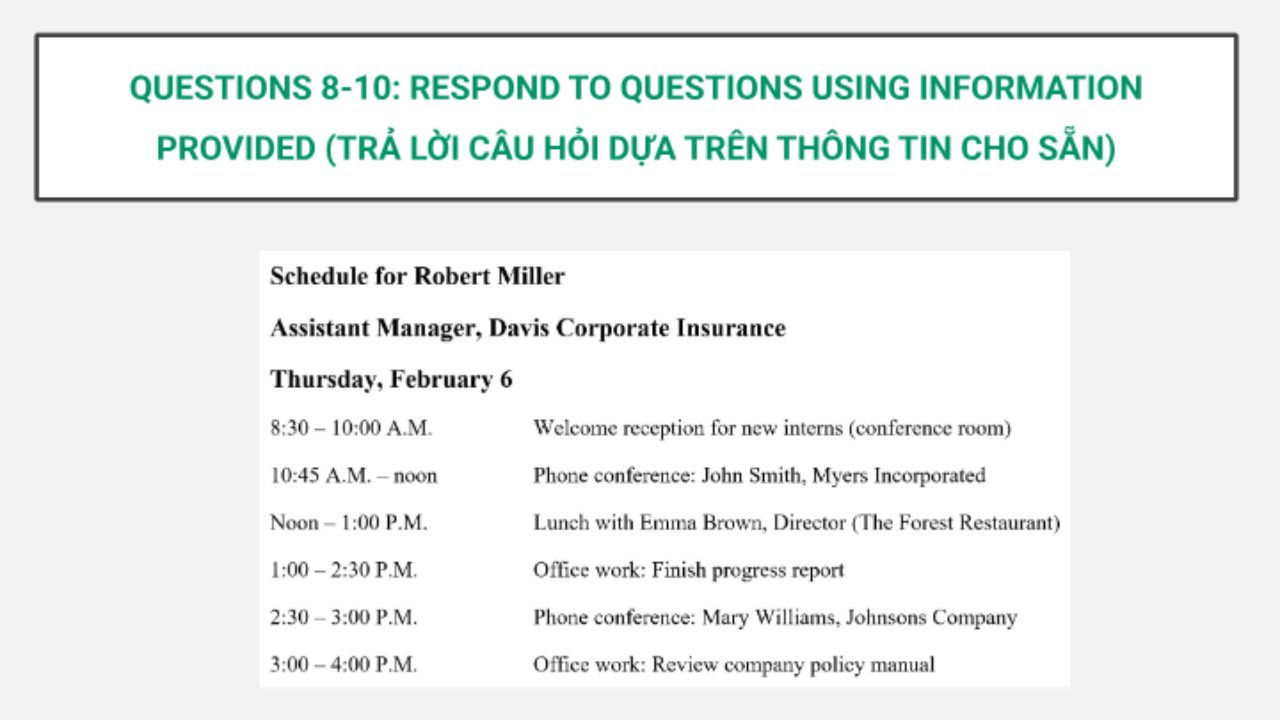 QUESTIONS 8-10: RESPOND TO QUESTIONS USING INFORMATION
PROVIDED (TRẢ LỜI CÂU HỎI DỰA TRÊN THÔNG TIN CHO SẴN)
Schedule for Robert Miller
Assistant Manager, Davis Corporate Insurance
Thursday, February 6
8:30 – 10:00 A.M. Welcome reception for new interns (conference room)
10:45 A.M. – noon Phone conference: John Smith, Myers Incorporated
Noon – 1:00 P.M. Lunch with Emma Brown, Director (The Forest Restaurant)
1:00 – 2:30 P.M. Office work: Finish progress report
2:30 – 3:00 P.M. Phone conference: Mary Williams, Johnsons Company
3:00 – 4:00 P.M. Office work: Review company policy manual